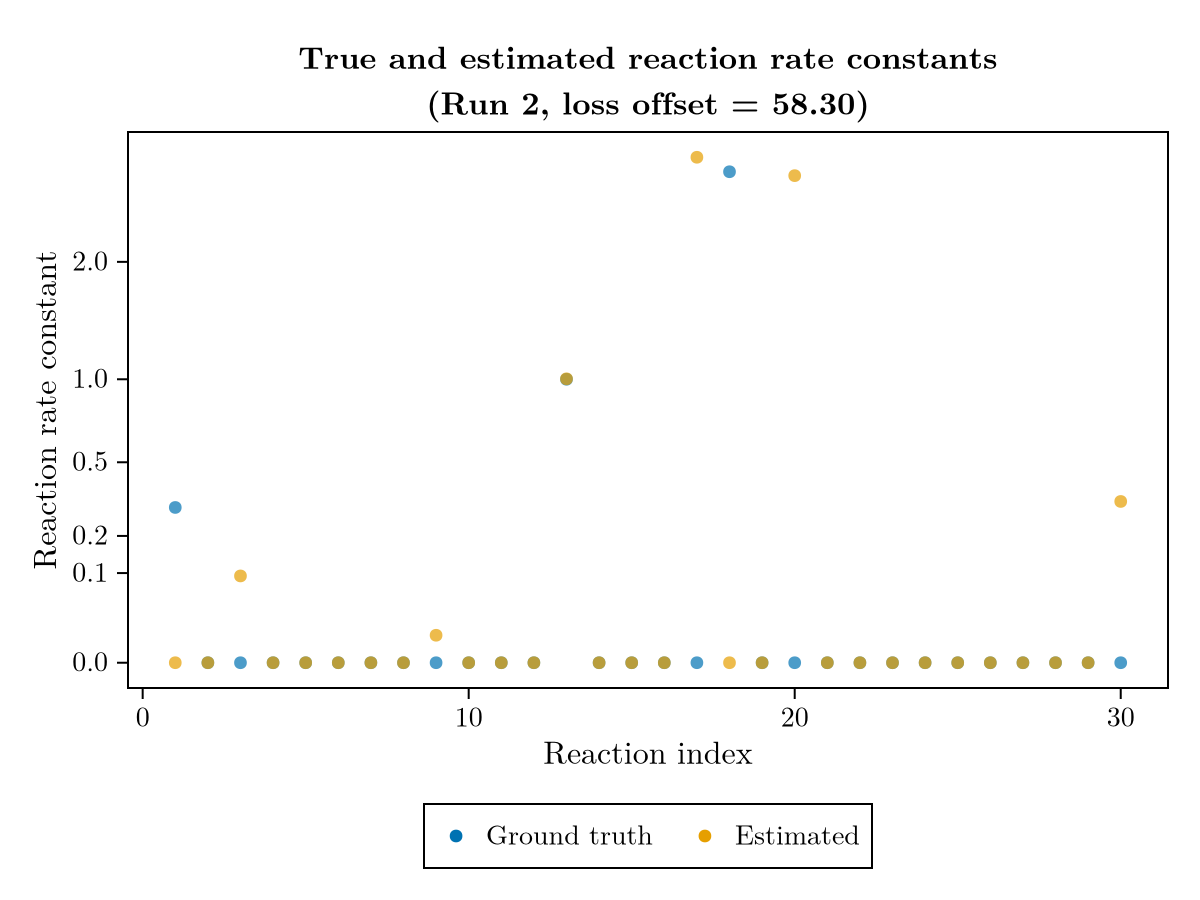 True and estimated reaction rate constants
(Run 2, loss offset = 58.30)
Reaction rate constant
2.0
1.0
0.5
0.2
0.1
0.0
0 10 20 30
Reaction index
Ground truth Estimated